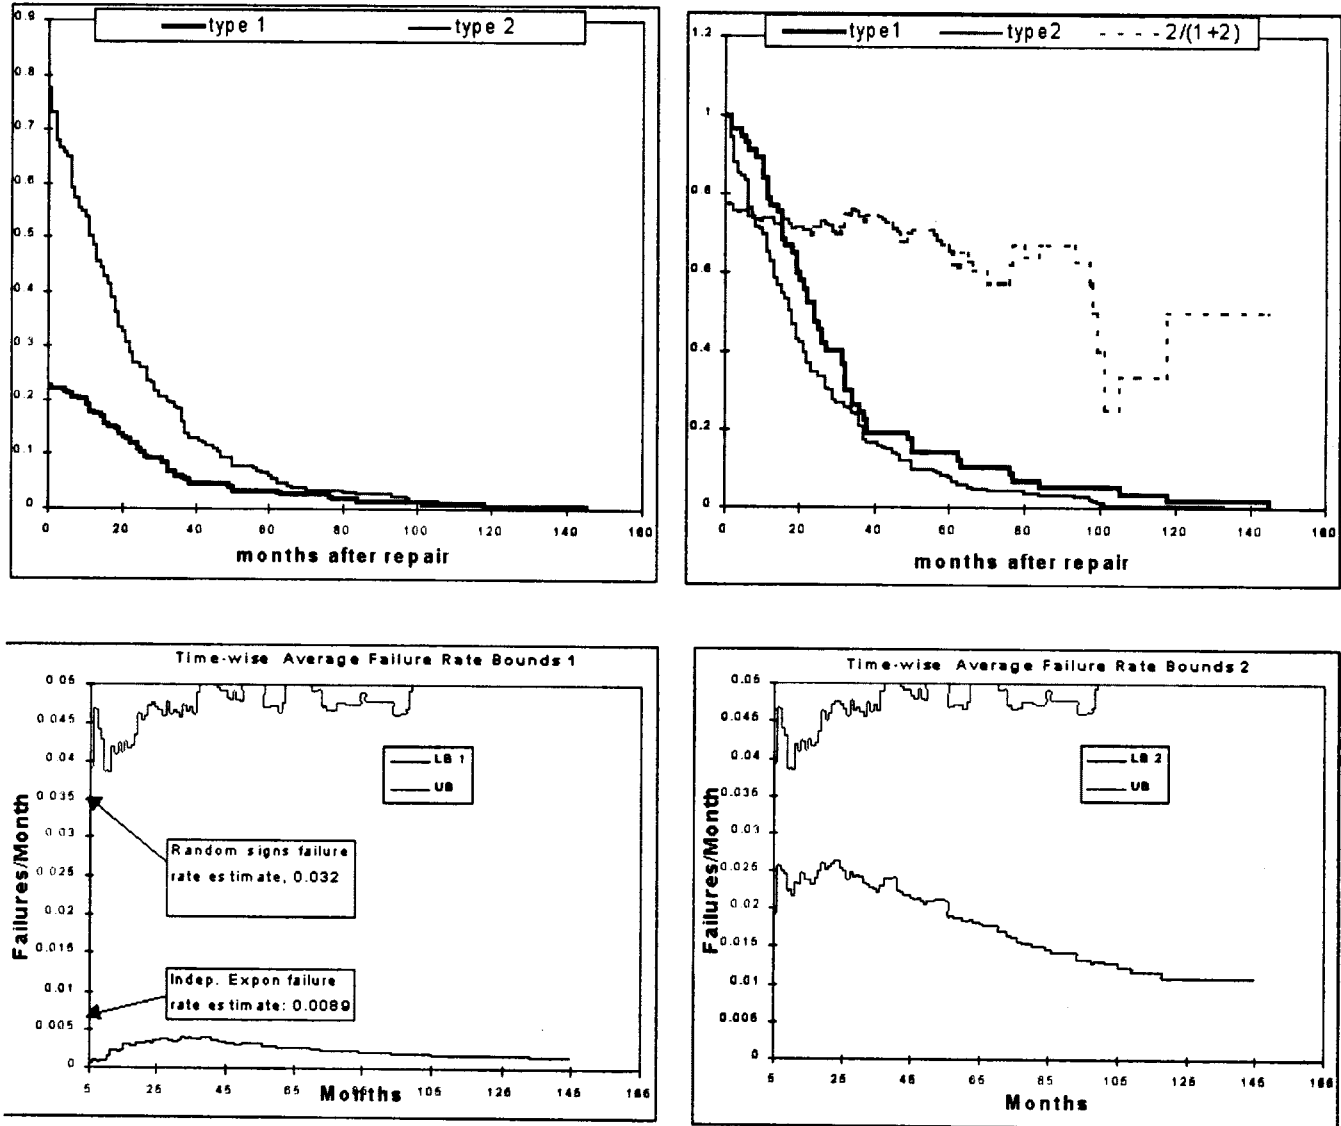 type 1 type 2
0.9
0.8
0.7
0.6
0.5
0.4
0.3
0.2
0.1
0
0 20 40 60 80 100 120 140 160
months after repair
type1 type2 2/(1+2)
1.2
1
0.8
0.6
0.4
0.2
0
0 20 40 60 80 100 120 140 160
months after repair
Time-wise Average Failure Rate Bounds 1
0.05
0.045
0.04
0.035
0.03
0.025
0.02
0.015
0.01
0.005
0
Failures/Month
LB 1
UB
Random signs failure
rate estimate, 0.032
Indep. Expon failure
rate estimate: 0.0089
5 25 45 65 85 105 125 145 165
Months
Time-wise Average Failure Rate Bounds 2
0.05
0.045
0.04
0.035
0.03
0.025
0.02
0.015
0.01
0.005
0
Failures/Month
LB 2
UB
5 25 45 65 85 105 125 145 165
Months